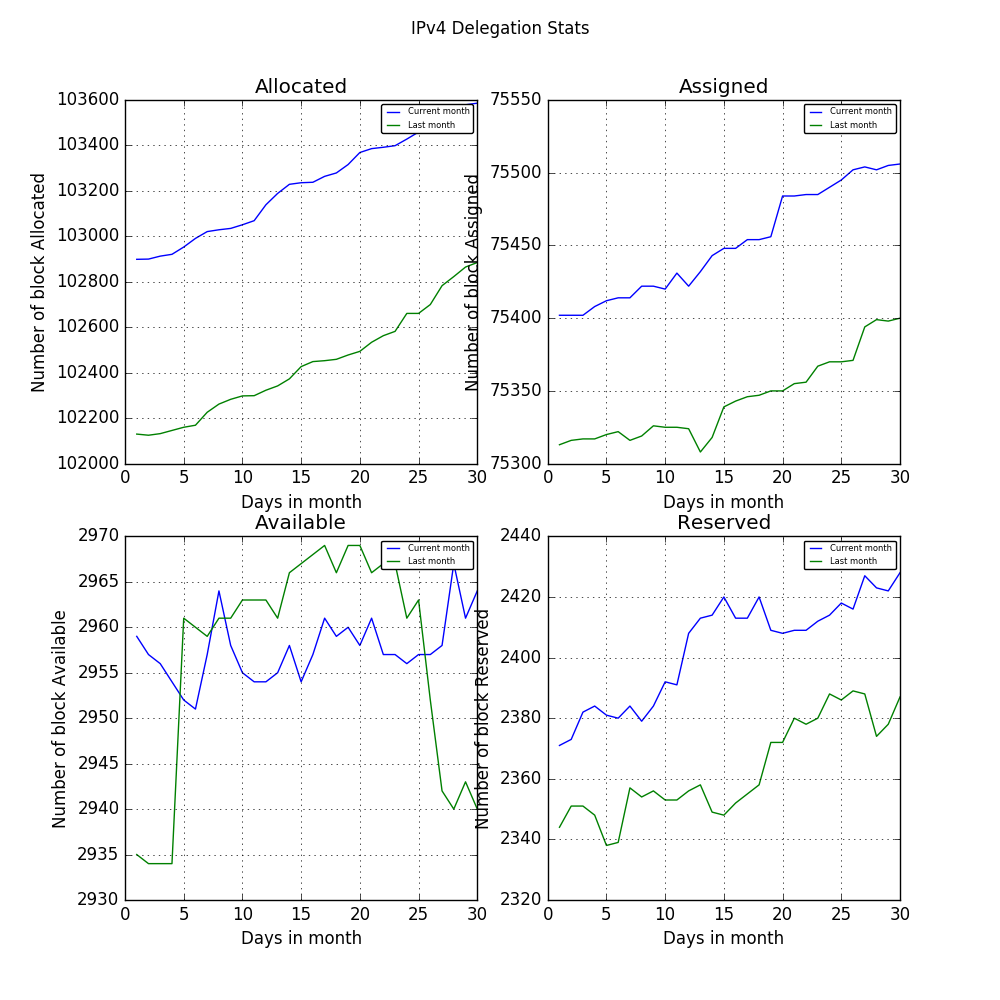 IPv4 Delegation Stats
Allocated
Number of block Allocated
103600
103400
103200
103000
102800
102600
102400
102200
102000
0 5 10 15 20 25 30
Days in month
Current month
Last month
Assigned
Number of block Assigned
75550
75500
75450
75400
75350
75300
0 5 10 15 20 25 30
Days in month
Current month
Last month
Available
Number of block Available
2970
2965
2960
2955
2950
2945
2940
2935
2930
0 5 10 15 20 25 30
Days in month
Current month
Last month
Reserved
Number of block Reserved
2440
2420
2400
2380
2360
2340
2320
0 5 10 15 20 25 30
Days in month
Current month
Last month